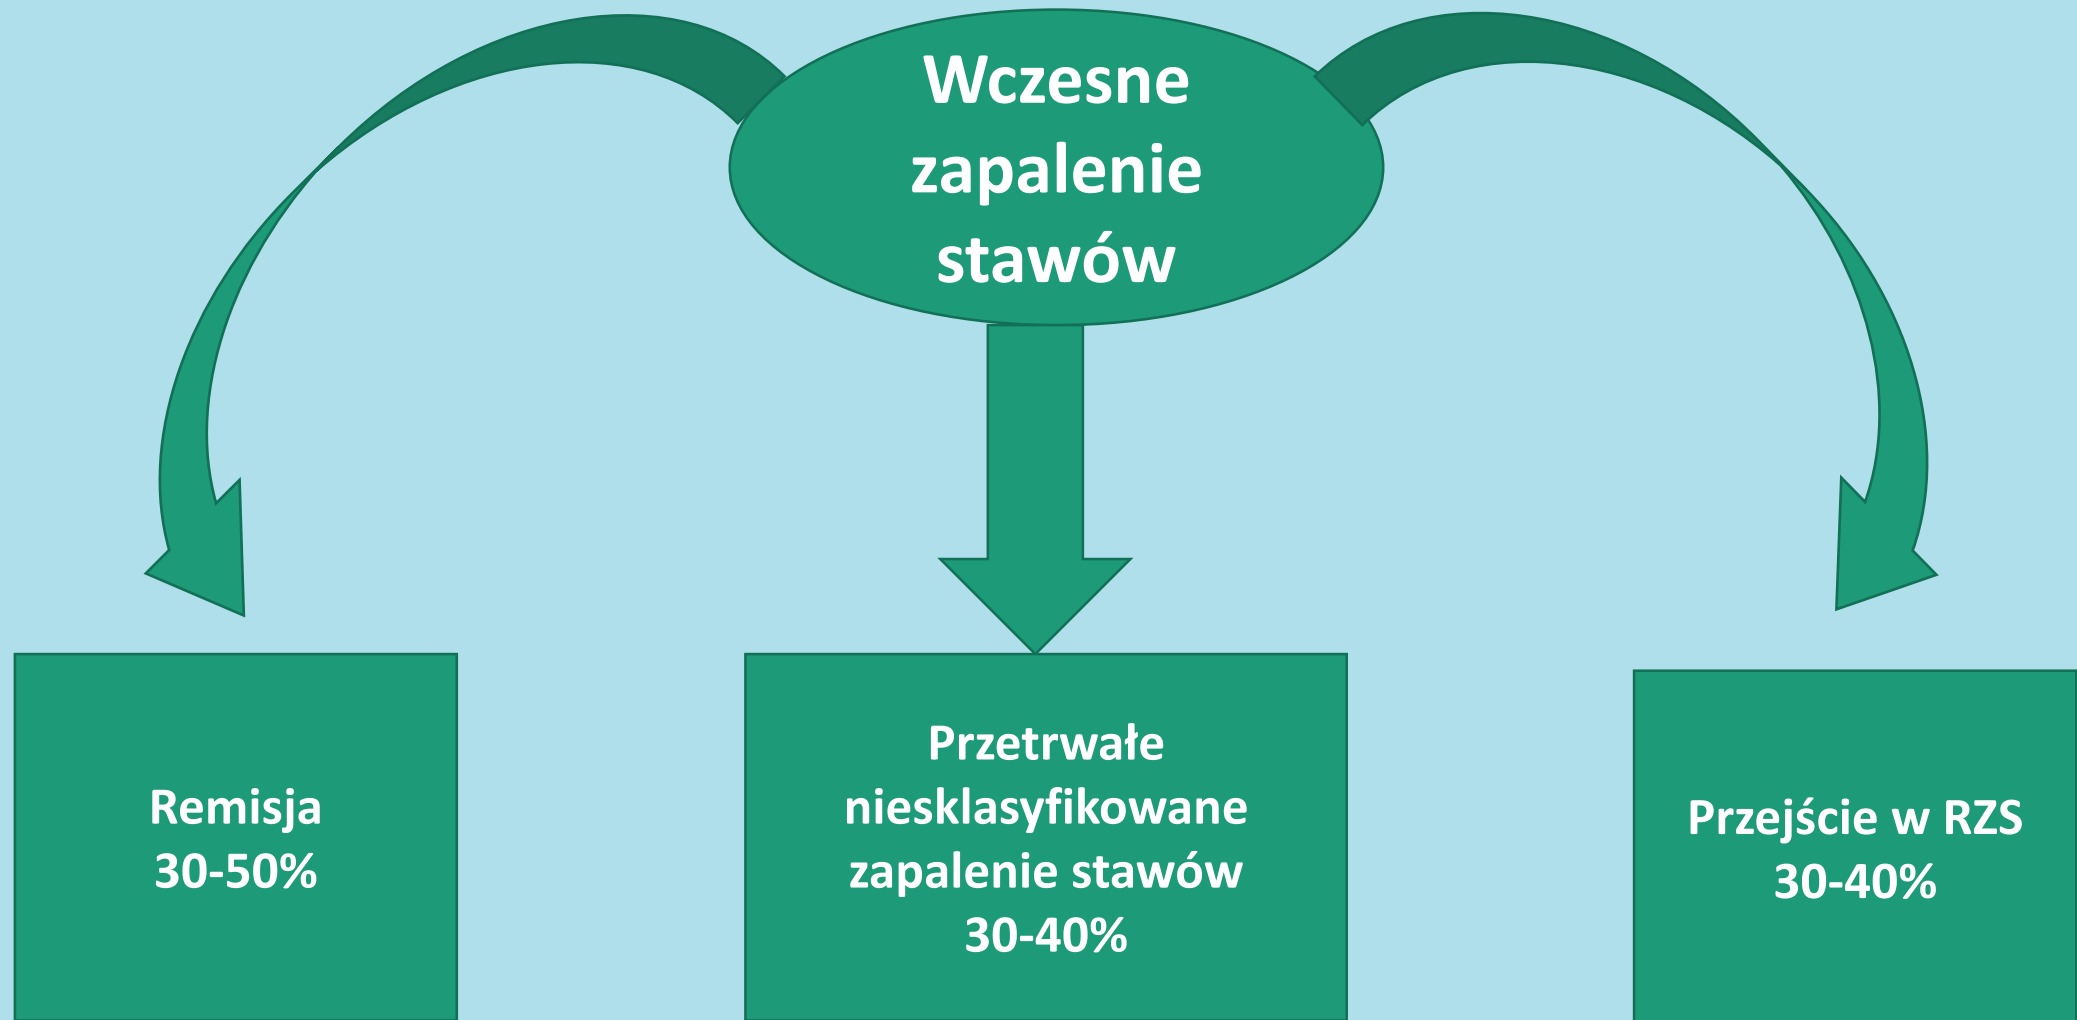 Wczesne
zapalenie
stawów
Remisja
30-50%
Przetrwałe
niesklasyfikowane
zapalenie stawów
30-40%
Przejście w RZS
30-40%